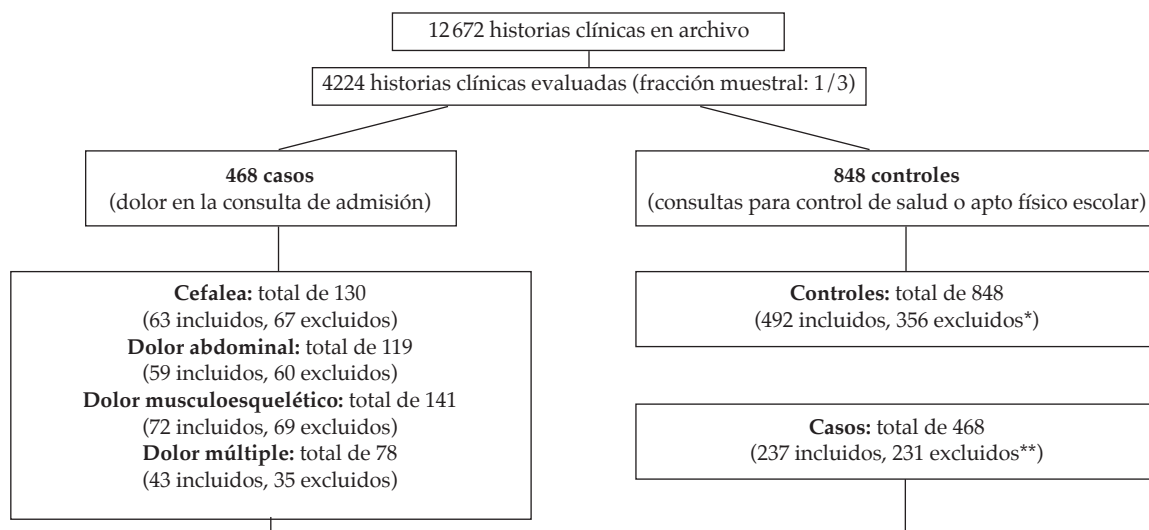 12 672 historias clínicas en archivo
4224 historias clínicas evaluadas (fracción muestral: 1/3)
468 casos
(dolor en la consulta de admisión)
848 controles
(consultas para control de salud o apto físico escolar)
Cefalea: total de 130
(63 incluidos, 67 excluidos)
Dolor abdominal: total de 119
(59 incluidos, 60 excluidos)
Dolor musculoesquelético: total de 141
(72 incluidos, 69 excluidos)
Dolor múltiple: total de 78
(43 incluidos, 35 excluidos)
Controles: total de 848
(492 incluidos, 356 excluidos*)
Casos: total de 468
(237 incluidos, 231 excluidos**)